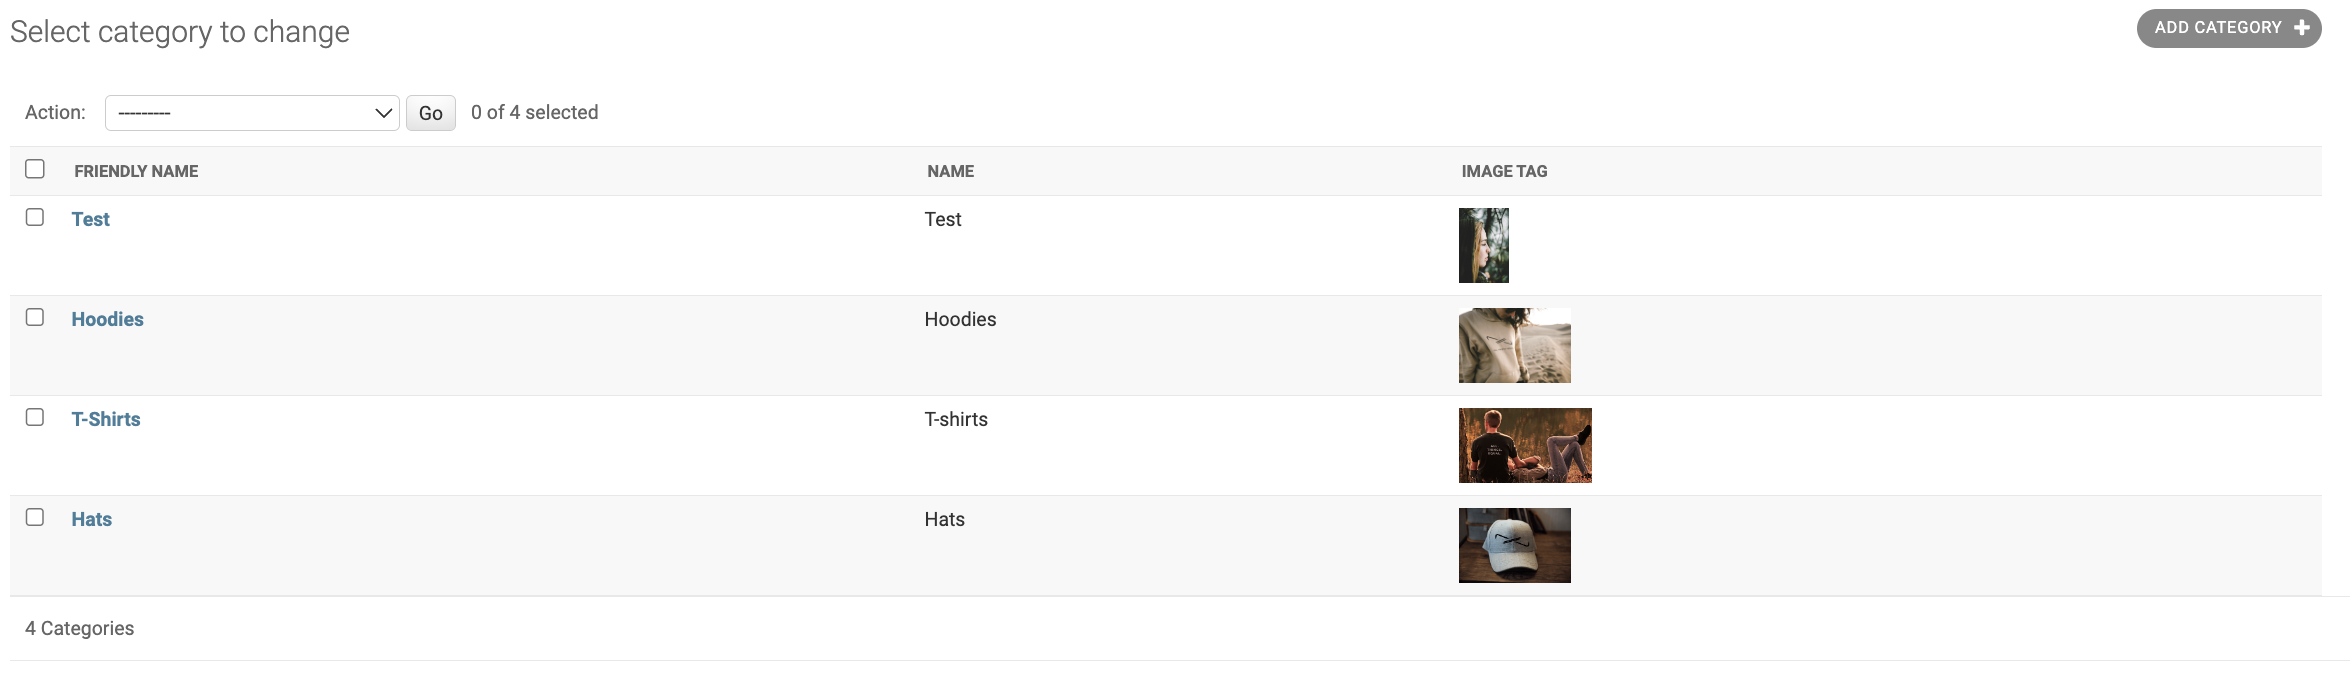 Select category to change
ADD CATEGORY
Action: --------- Go 0 of 4 selected
FRIENDLY NAME NAME IMAGE TAG
Test Test
Hoodies Hoodies
T-Shirts T-shirts
Hats Hats
4 Categories